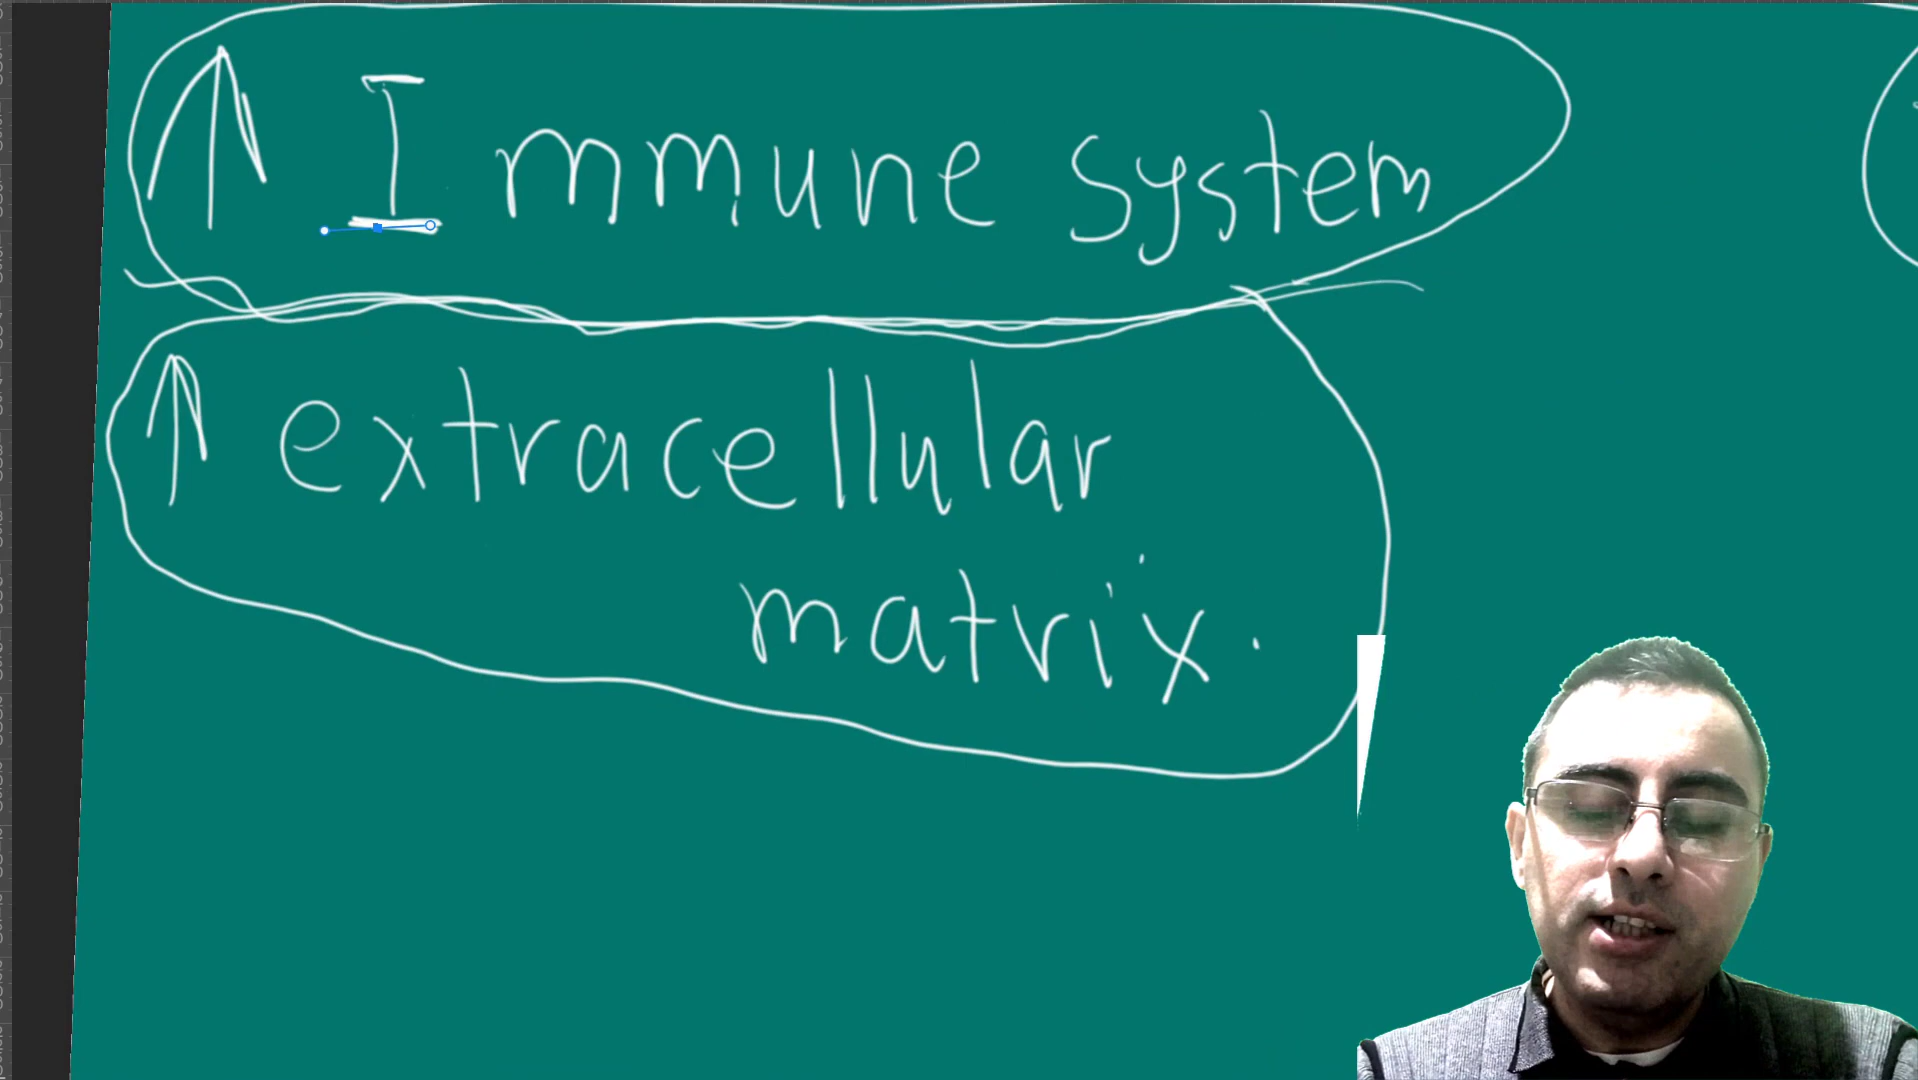 ↑ Immune system
↑ extracellular
matrix.